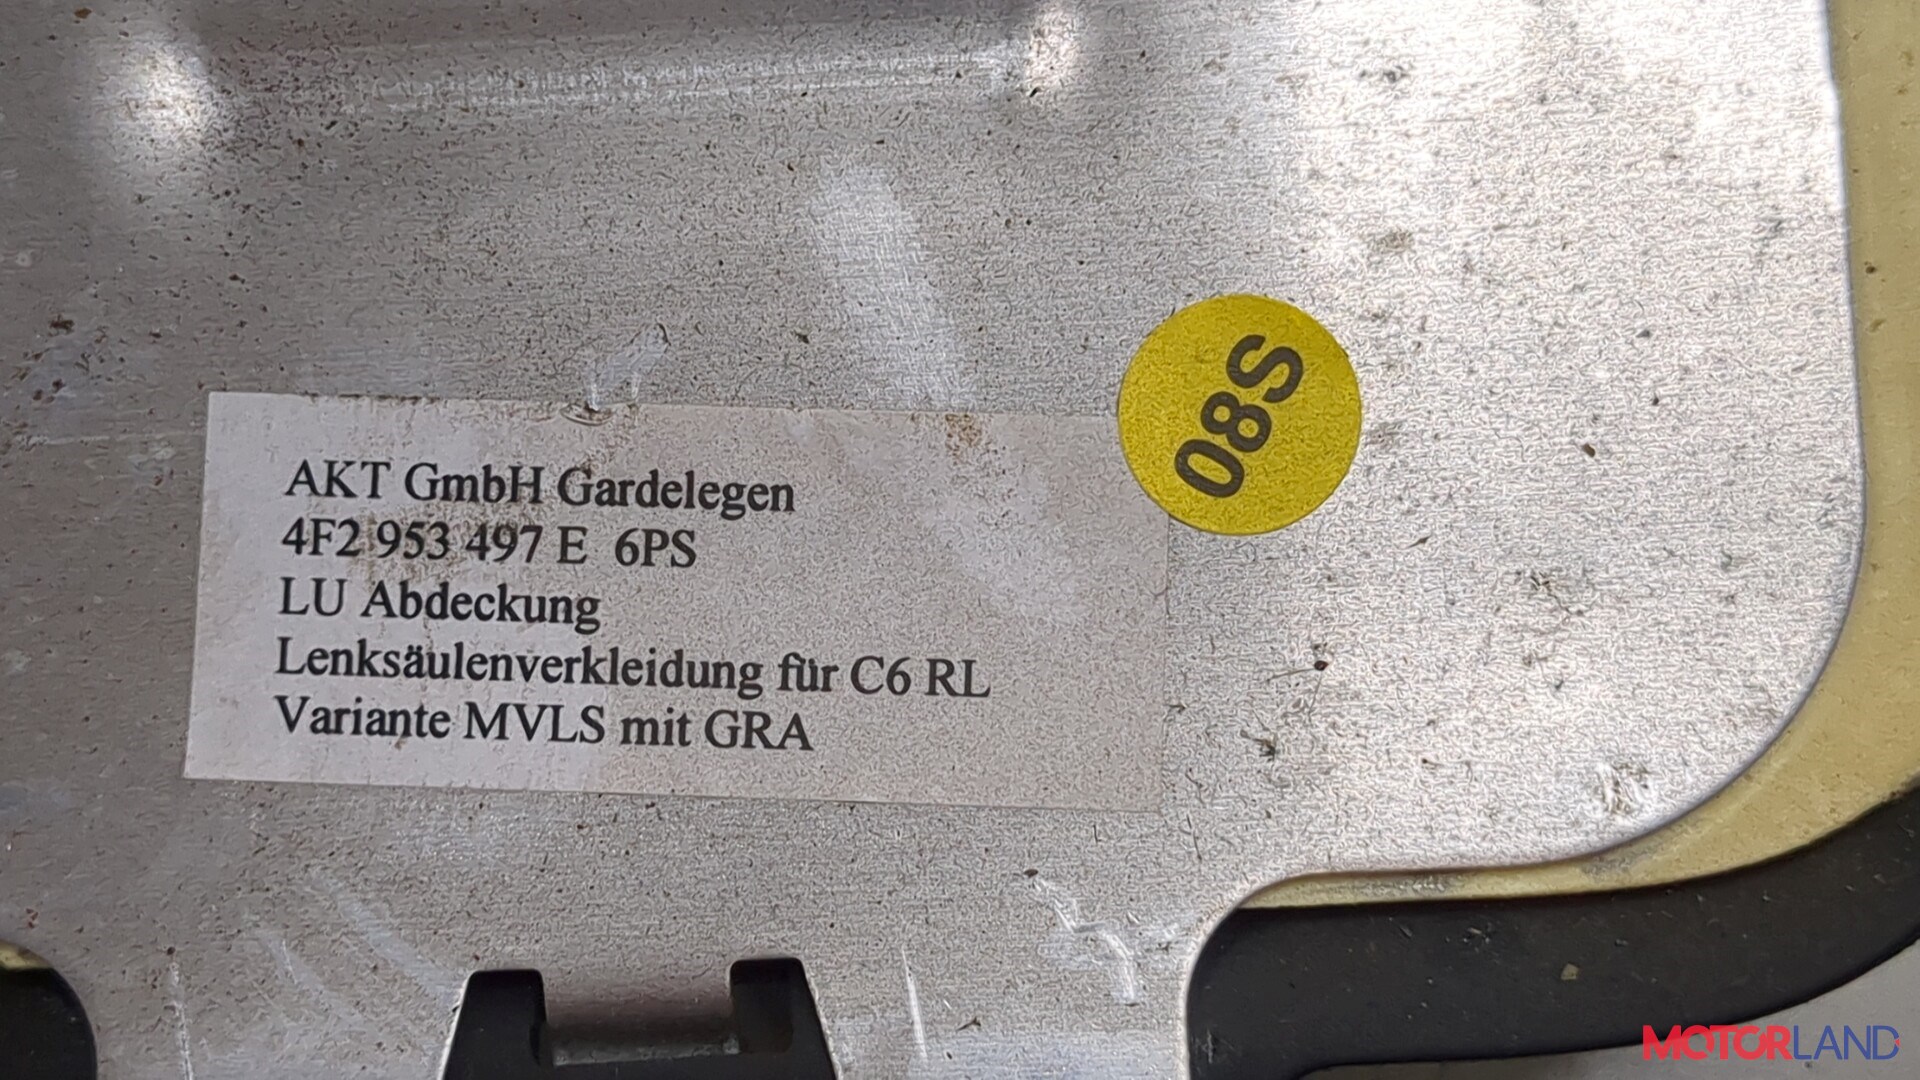 08S
AKT GmbH Gardelegen
4F2 953 497 E 6PS
LU Abdeckung
Lenksäulenverkleidung für C6 RL
Variante MVLS mit GRA
MOTORLAND